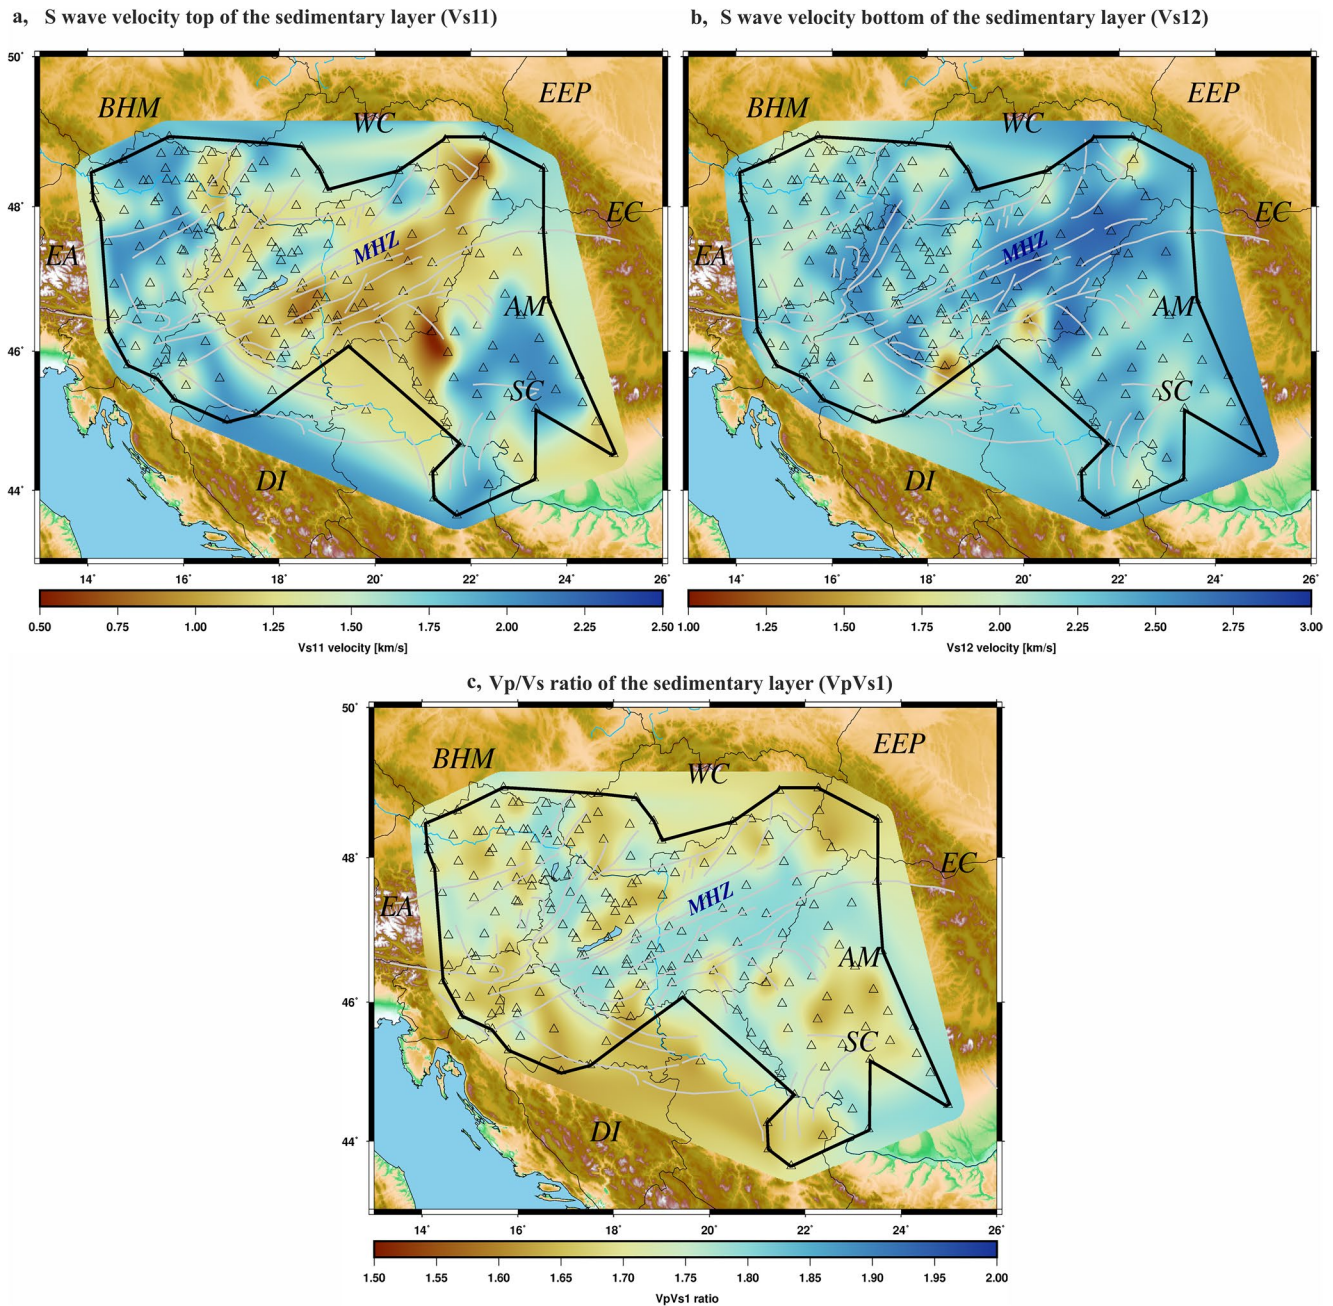 a, S wave velocity top of the sedimentary layer (Vs11)
b, S wave velocity bottom of the sedimentary layer (Vs12)
50˚
48˚
46˚
44˚
BHM
WC
EEP
EC
EA
MHZ
AM
SC
DI
BHM
WC
EEP
EC
EA
MHZ
AM
SC
DI
14˚ 16˚ 18˚ 20˚ 22˚ 24˚ 26˚
14˚ 16˚ 18˚ 20˚ 22˚ 24˚ 26˚
0.50 0.75 1.00 1.25 1.50 1.75 2.00 2.25 2.50
1.00 1.25 1.50 1.75 2.00 2.25 2.50 2.75 3.00
Vs11 velocity [km/s]
Vs12 velocity [km/s]
c, Vp/Vs ratio of the sedimentary layer (VpVs1)
50˚
48˚
46˚
44˚
BHM
WC
EEP
EC
EA
MHZ
AM
SC
DI
14˚ 16˚ 18˚ 20˚ 22˚ 24˚ 26˚
1.50 1.55 1.60 1.65 1.70 1.75 1.80 1.85 1.90 1.95 2.00
VpVs1 ratio